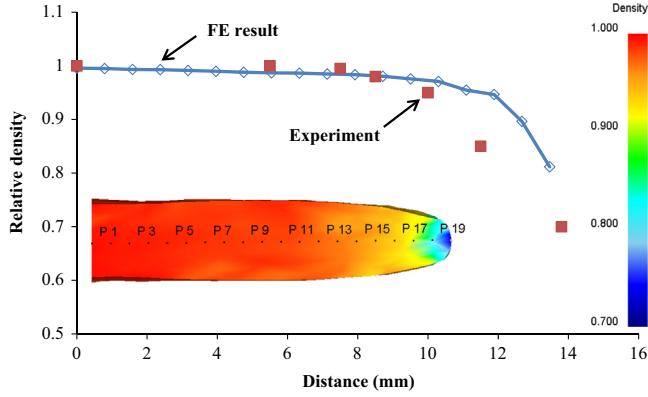 Density
1.1
1
0.9
0.8
0.7
0.6
0.5
Relative density
FE result
Experiment
P 1 P 3 P 5 P 7 P 9 P 11 P 13 P 15 P 17 P 19
0 2 4 6 8 10 12 14 16
Distance (mm)
1.000
0.900
0.800
0.700